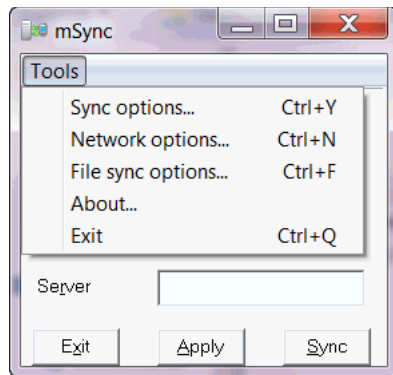 mSync
Tools
Sync options... Ctrl+Y
Network options... Ctrl+N
File sync options... Ctrl+F
About...
Exit Ctrl+Q
Server
Exit Apply Sync